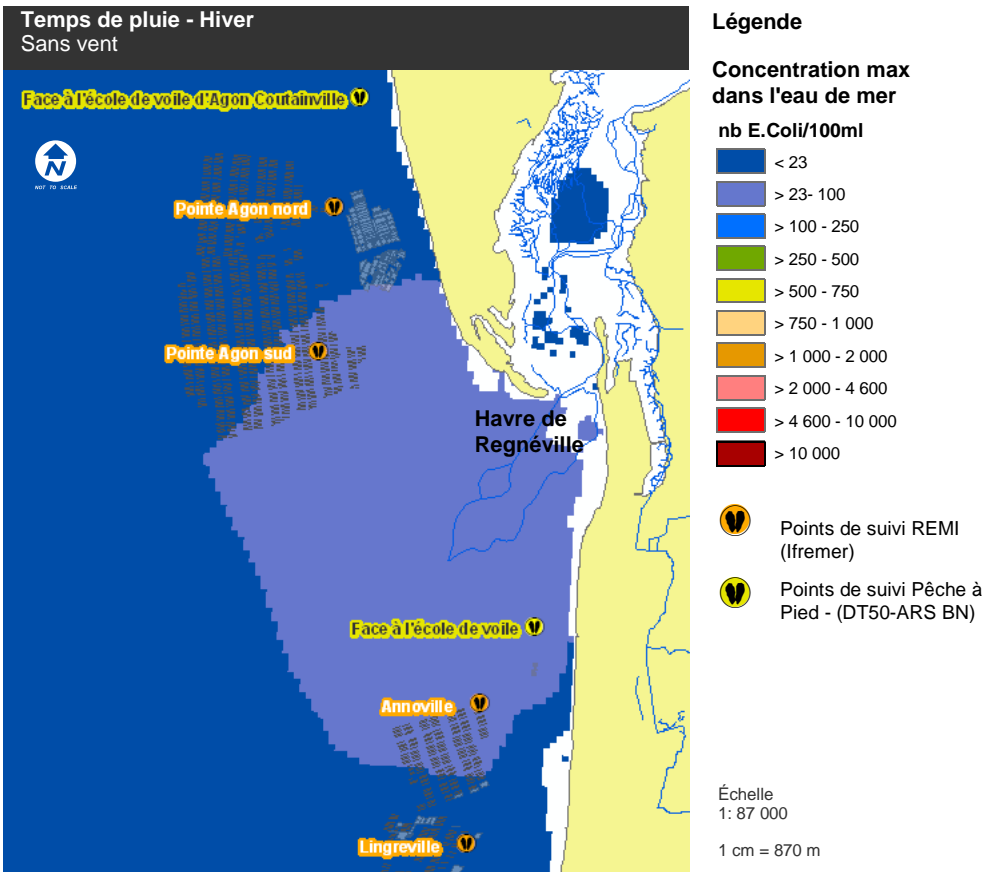 Temps de pluie - Hiver
Sans vent
Face à l'école de voile d'Agon Coutainville
N
NOT TO SCALE
Pointe Agon nord
Pointe Agon sud
Havre de
Regnéville
Face à l'école de voile
Annoville
Lingreville
Légende
Concentration max
dans l'eau de mer
nb E.Coli/100ml
< 23
> 23- 100
> 100 - 250
> 250 - 500
> 500 - 750
> 750 - 1 000
> 1 000 - 2 000
> 2 000 - 4 600
> 4 600 - 10 000
> 10 000
Points de suivi REMI
(Ifremer)
Points de suivi Pêche à
Pied - (DT50-ARS BN)
Échelle
1: 87 000
1 cm = 870 m